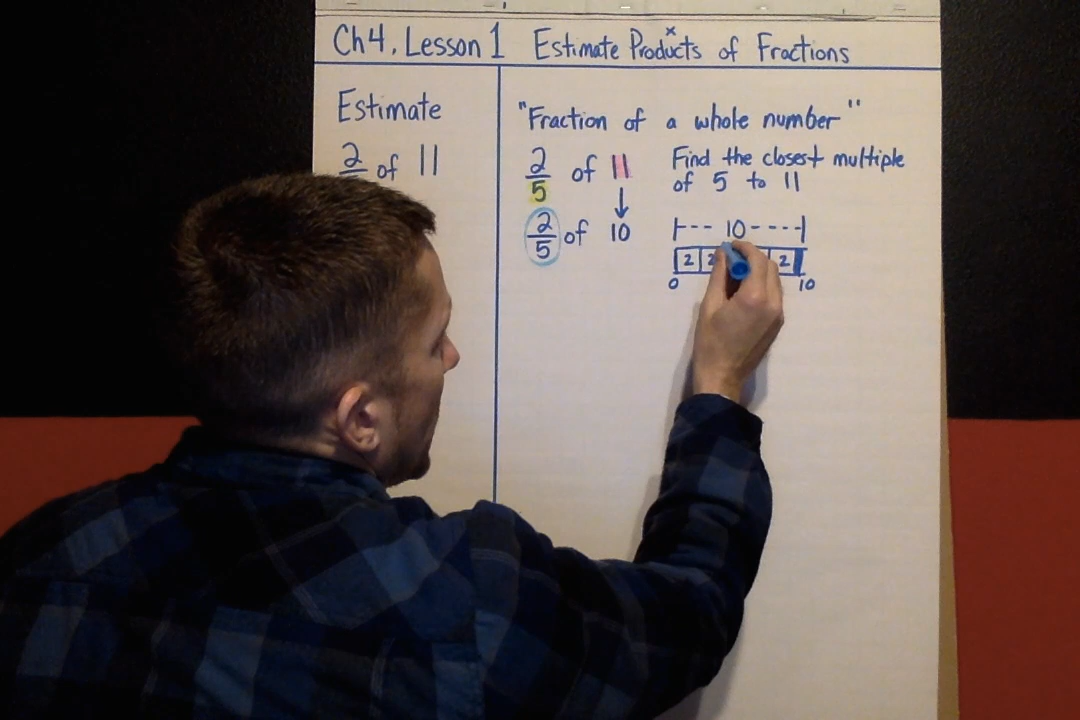 Ch4. Lesson 1 Estimate Products of Fractions
x
Estimate
2 of 11
"Fraction of a whole number"
2/5 of 11
Find the closest multiple
of 5 to 11
2/5 of 10
10
2 2 2
0 10